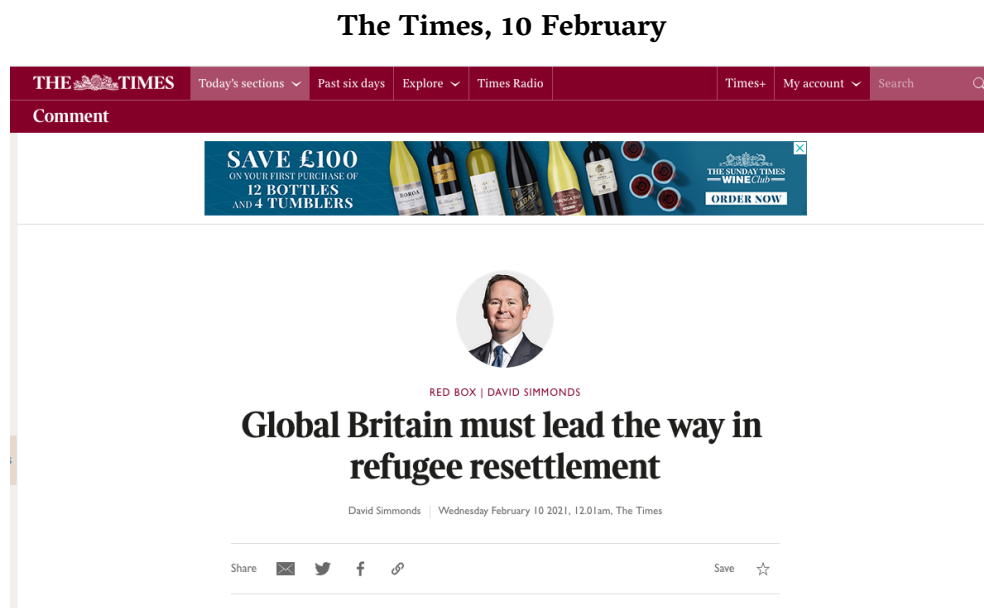 The Times, 10 February
THE TIMES
Today's sections
Past six days
Explore
Times Radio
Times+
My account
Search
Comment
SAVE £100
ON YOUR FIRST PURCHASE OF
12 BOTTLES
AND 4 TUMBLERS
THE SUNDAY TIMES
WINE Club
ORDER NOW
RED BOX | DAVID SIMMONDS
Global Britain must lead the way in
refugee resettlement
David Simmonds | Wednesday February 10 2021, 12.01am, The Times
Share
Save